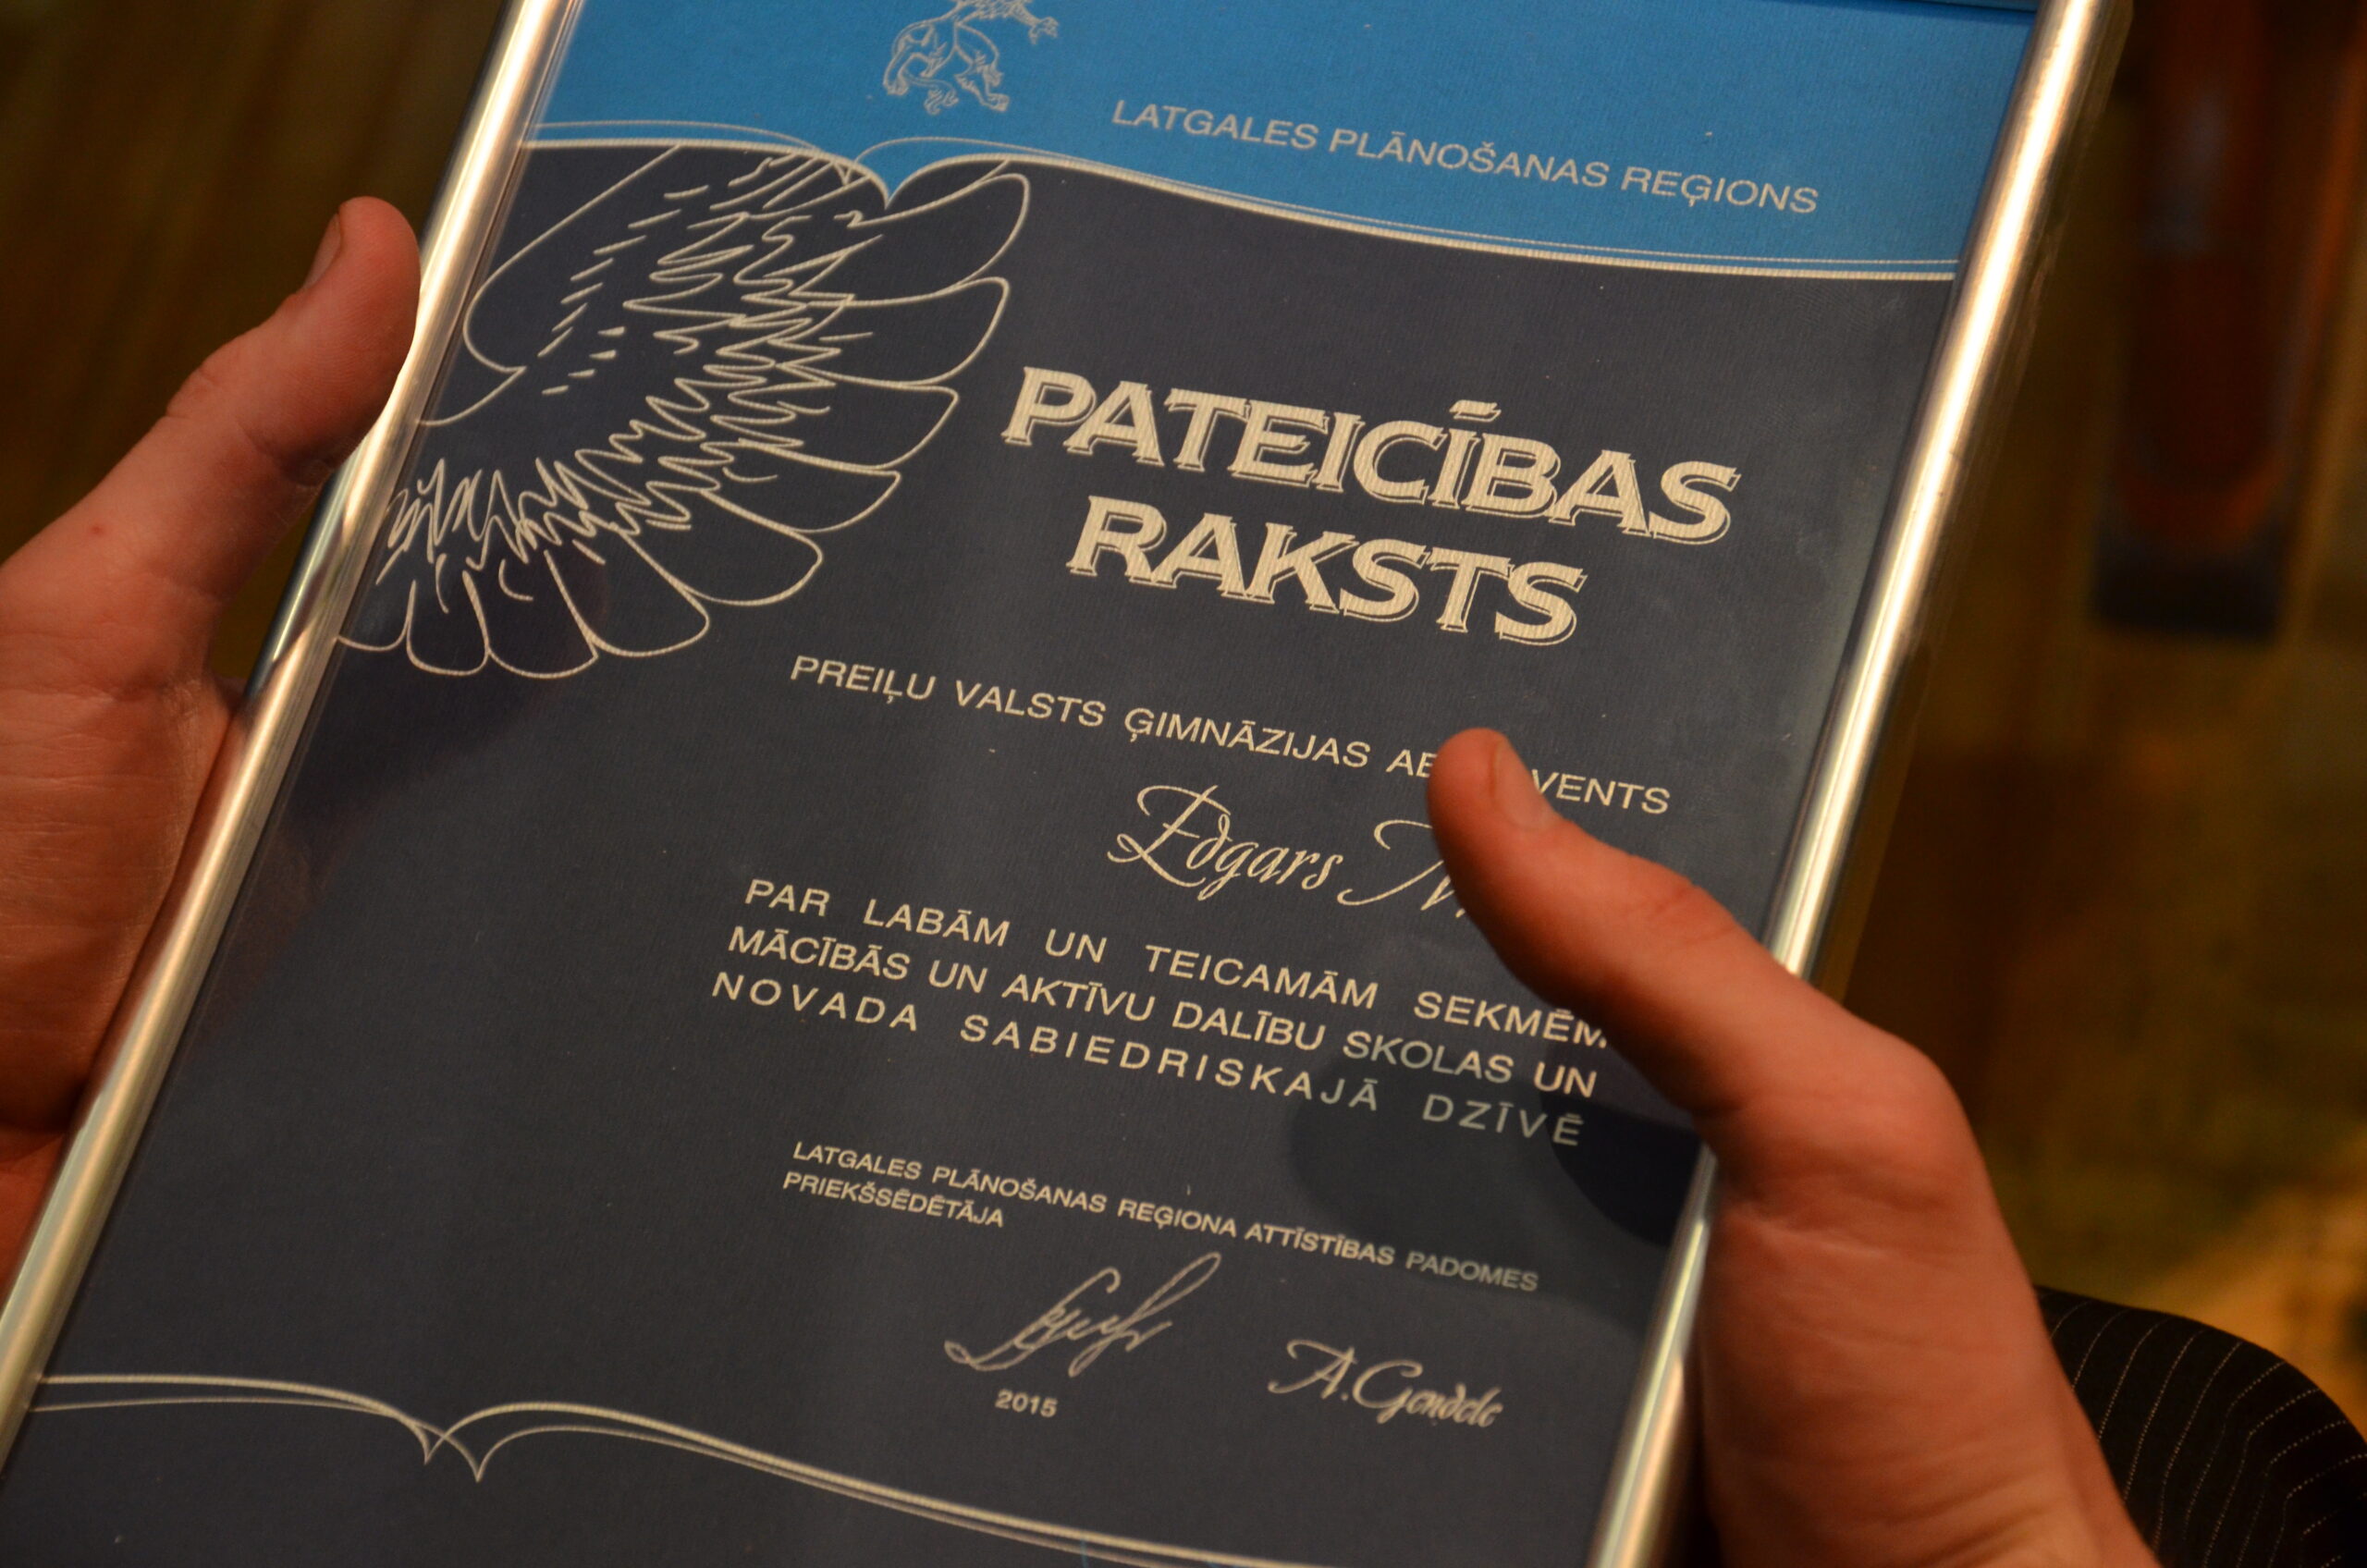 LATGALES PLĀNOŠANAS REĢIONS
PATEICĪBAS
RAKSTS
PREIĻU VALSTS ĢIMNĀZIJAS
Edgars
PAR LABĀM UN TEICAMĀM SEKMĒM
MĀCĪBĀS UN AKTĪVU DALĪBU SKOLAS UN
NOVADA SABIEDRISKAJĀ DZĪVĒ
LATGALES PLĀNOŠANAS REĢIONA ATTĪSTĪBAS PADOMES
PRIEKŠSĒDĒTĀJA
A.Gendele
2015